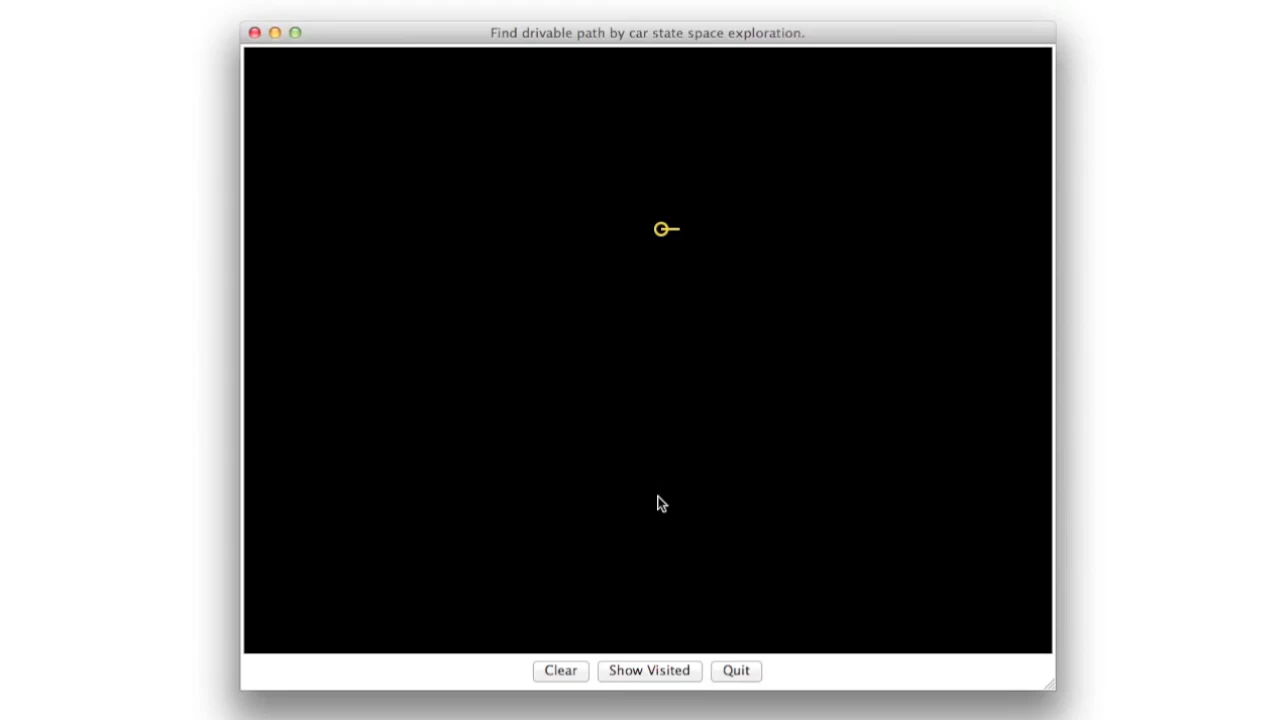 Find drivable path by car state space exploration.
Clear
Show Visited
Quit